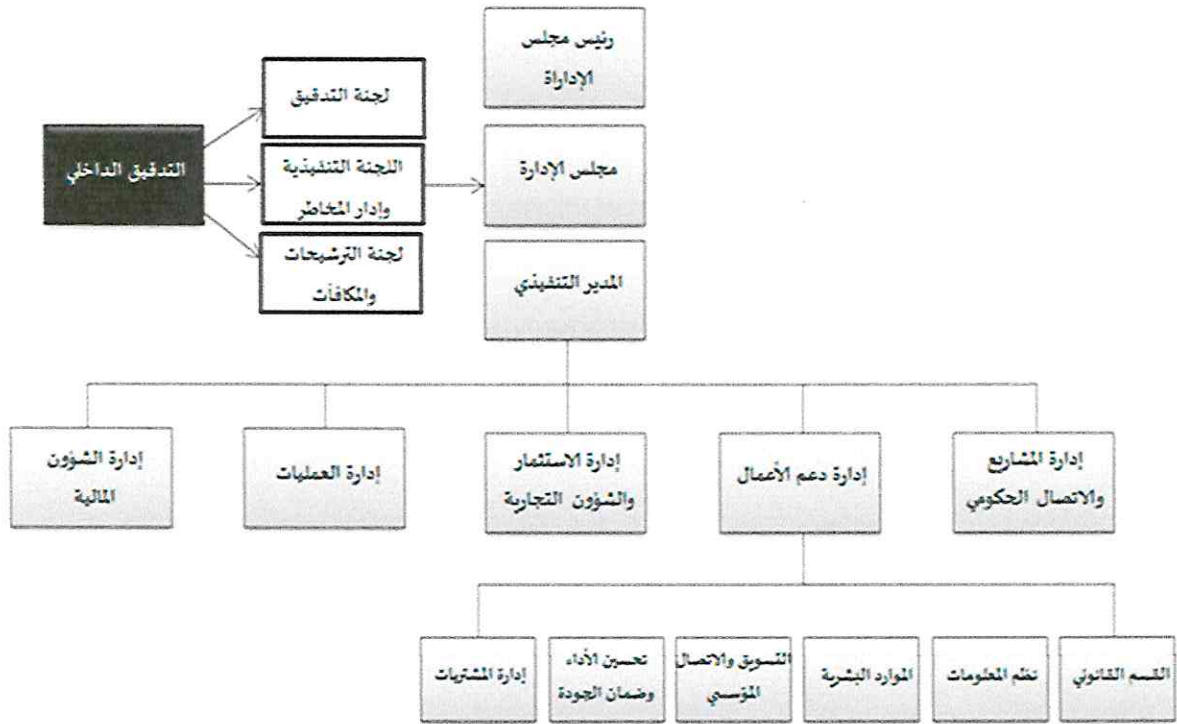 رئيس مجلس
الإداراة
لجنة التدقيق
التدقيق الداخلي
اللجنة التنفيذية
وإدار المخاطر
مجلس الإدارة
لجنة الترشيحات
والمكافآت
المدير التنفيذي
إدارة المشاريع
والاتصال الحكومي
إدارة دعم الأعمال
إدارة الاستثمار
والشؤون التجارية
إدارة العمليات
إدارة الشؤون
المالية
القسم القانوني
نظم المعلومات
الموارد البشرية
التسويق والاتصال
المؤسسي
تحسين الأداء
وضمان الجودة
إدارة المشتريات